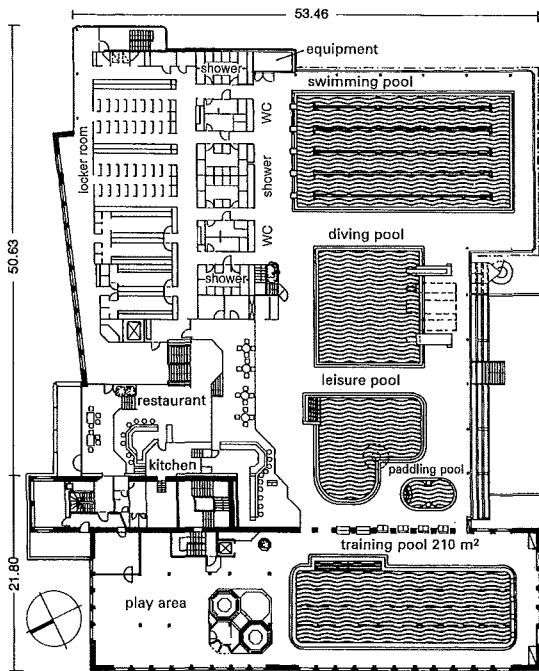 53.46
equipment
shower
swimming pool
WC
locker room
shower
diving pool
WC
shower
50.63
leisure pool
restaurant
kitchen
paddling pool
training pool 210 m²
21.80
play area